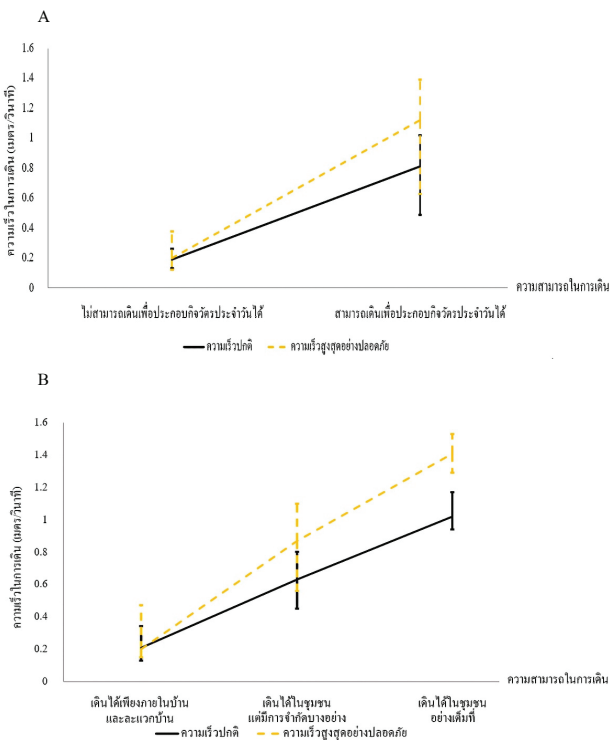 A
1.6
1.4
1.2
1
0.8
0.6
0.4
0.2
0
ความเร็วในการเดิน (เมตร/วินาที)
ความสามารถในการเดิน
ไม่สามารถเดินเพื่อประกอบกิจวัตรประจำวันได้ สามารถเดินเพื่อประกอบกิจวัตรประจำวันได้
ความเร็วปกติ ความเร็วสูงสุดอย่างปลอดภัย
B
1.6
1.4
1.2
1
0.8
0.6
0.4
0.2
0
ความเร็วในการเดิน (เมตร/วินาที)
ความสามารถในการเดิน
เดินได้เพียงภายในบ้าน เดินได้ในชุมชน เดินได้ในชุมชน
และละแวกบ้าน แต่มีการจำกัดบางอย่าง อย่างเต็มที่
ความเร็วปกติ ความเร็วสูงสุดอย่างปลอดภัย